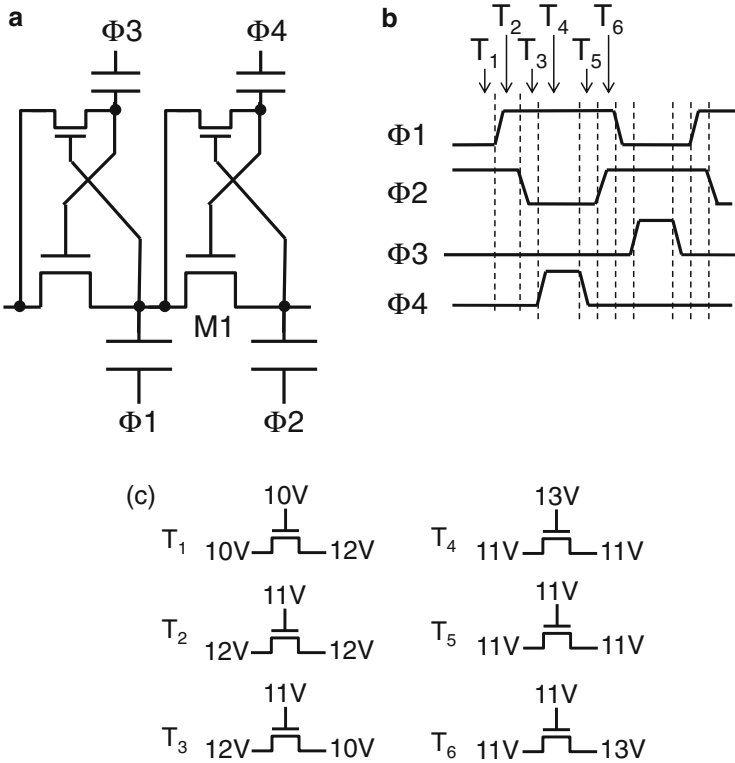 a
Φ3 Φ4
M1
Φ1 Φ2
b
T2 T4 T6
T1 T3 T5
Φ1
Φ2
Φ3
Φ4
(c)
T1 10V 10V 12V
T2 11V 12V 12V
T3 11V 12V 10V
T4 13V 11V 11V
T5 11V 11V 11V
T6 11V 11V 13V